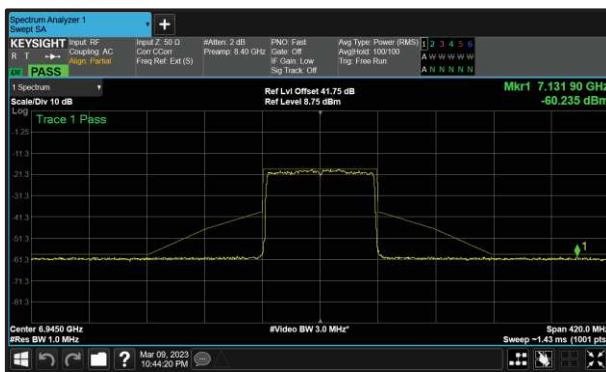 Spectrum Analyzer 1
Swept SA
+
KEYSIGHT
R T
PASS
Input: RF
Coupling: AC
Align: Partial
Input Z: 50 Ω
Corr CCorr
Freq Ref: Ext (S)
#Atten: 2 dB
Preamp: 8.40 GHz
PNO: Fast
Gate: Off
IF Gain: Low
Sig Track: Off
Avg Type: Power (RMS)
Avg|Hold: 100/100
Trig: Free Run
1 2 3 4 5 6
A W W W W W
A N N N N N
1 Spectrum
Scale/Div 10 dB
Ref Lvl Offset 41.75 dB
Ref Level 8.75 dBm
Mkr1 7.131 90 GHz
-60.235 dBm
Log
Trace 1 Pass
-1.25
-11.3
-21.3
-31.3
-41.3
-51.3
-61.3
-71.3
-81.3
1
Center 6.9450 GHz
#Res BW 1.0 MHz
#Video BW 3.0 MHz*
Span 420.0 MHz
Sweep ~1.43 ms (1001 pts)
?
Mar 09, 2023
10:44:20 PM